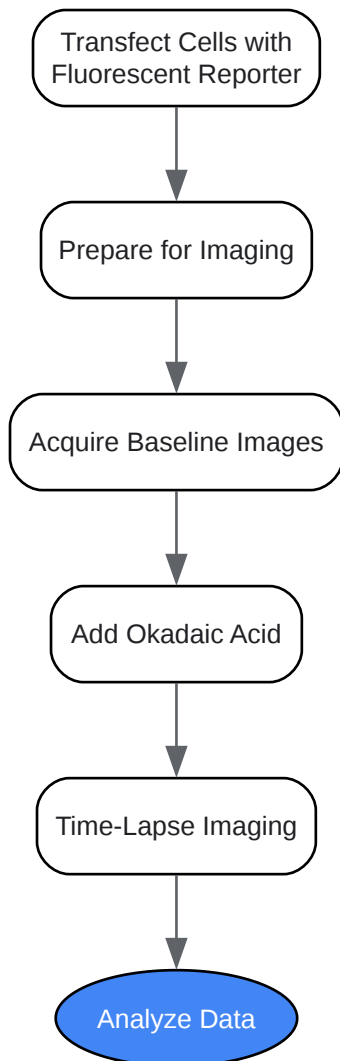 Transfect Cells with
Fluorescent Reporter
Prepare for Imaging
Acquire Baseline Images
Add Okadaic Acid
Time-Lapse Imaging
Analyze Data